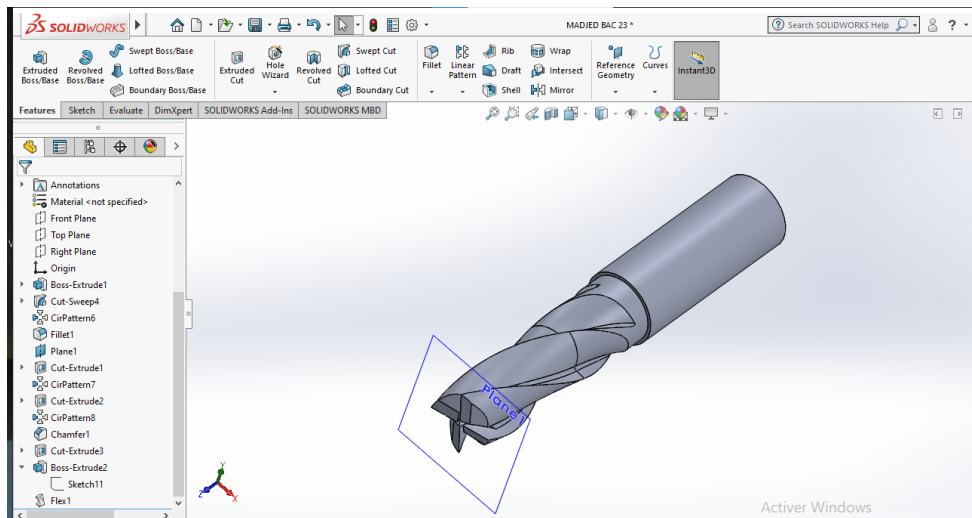 SOLIDWORKS
MADJED BAC 23 *
Search SOLIDWORKS Help
?
Extruded Boss/Base
Revolved Boss/Base
Swept Boss/Base
Lofted Boss/Base
Boundary Boss/Base
Extruded Cut
Hole Wizard
Revolved Cut
Swept Cut
Lofted Cut
Boundary Cut
Fillet
Linear Pattern
Rib
Draft
Shell
Wrap
Intersect
Mirror
Reference Geometry
Curves
Instant3D
Features
Sketch
Evaluate
DimXpert
SOLIDWORKS Add-Ins
SOLIDWORKS MBD
Annotations
Material <not specified>
Front Plane
Top Plane
Right Plane
Origin
Boss-Extrude1
Cut-Sweep4
CirPattern6
Fillet1
Plane1
Cut-Extrude1
CirPattern7
Cut-Extrude2
CirPattern8
Chamfer1
Cut-Extrude3
Boss-Extrude2
Sketch11
Flex1
Plane1
Y
Z
X
Activer Windows